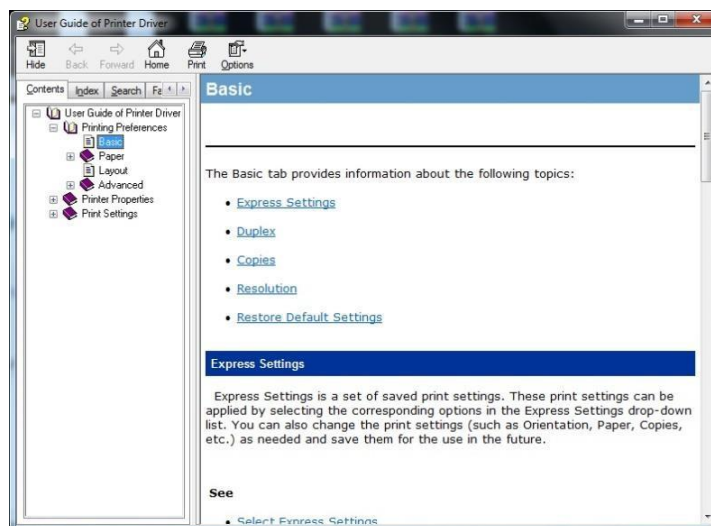 User Guide of Printer Driver
Hide Back Forward Home Print Options
Contents Index Search Fa
User Guide of Printer Driver
Printing Preferences
Basic
Paper
Layout
Advanced
Printer Properties
Print Settings
Basic
The Basic tab provides information about the following topics:
• Express Settings
• Duplex
• Copies
• Resolution
• Restore Default Settings
Express Settings
Express Settings is a set of saved print settings. These print settings can be
applied by selecting the corresponding options in the Express Settings drop-down
list. You can also change the print settings (such as Orientation, Paper, Copies,
etc.) as needed and save them for the use in the future.
See
• Select Express Settings